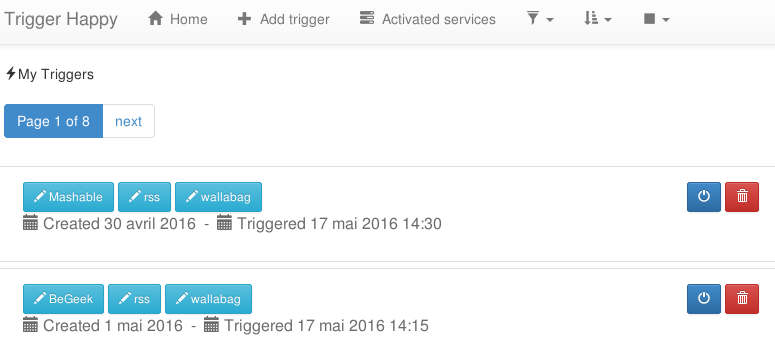 Trigger Happy Home Add trigger Activated services
My Triggers
Page 1 of 8 next
Mashable rss wallabag
Created 30 avril 2016 - Triggered 17 mai 2016 14:30
BeGeek rss wallabag
Created 1 mai 2016 - Triggered 17 mai 2016 14:15